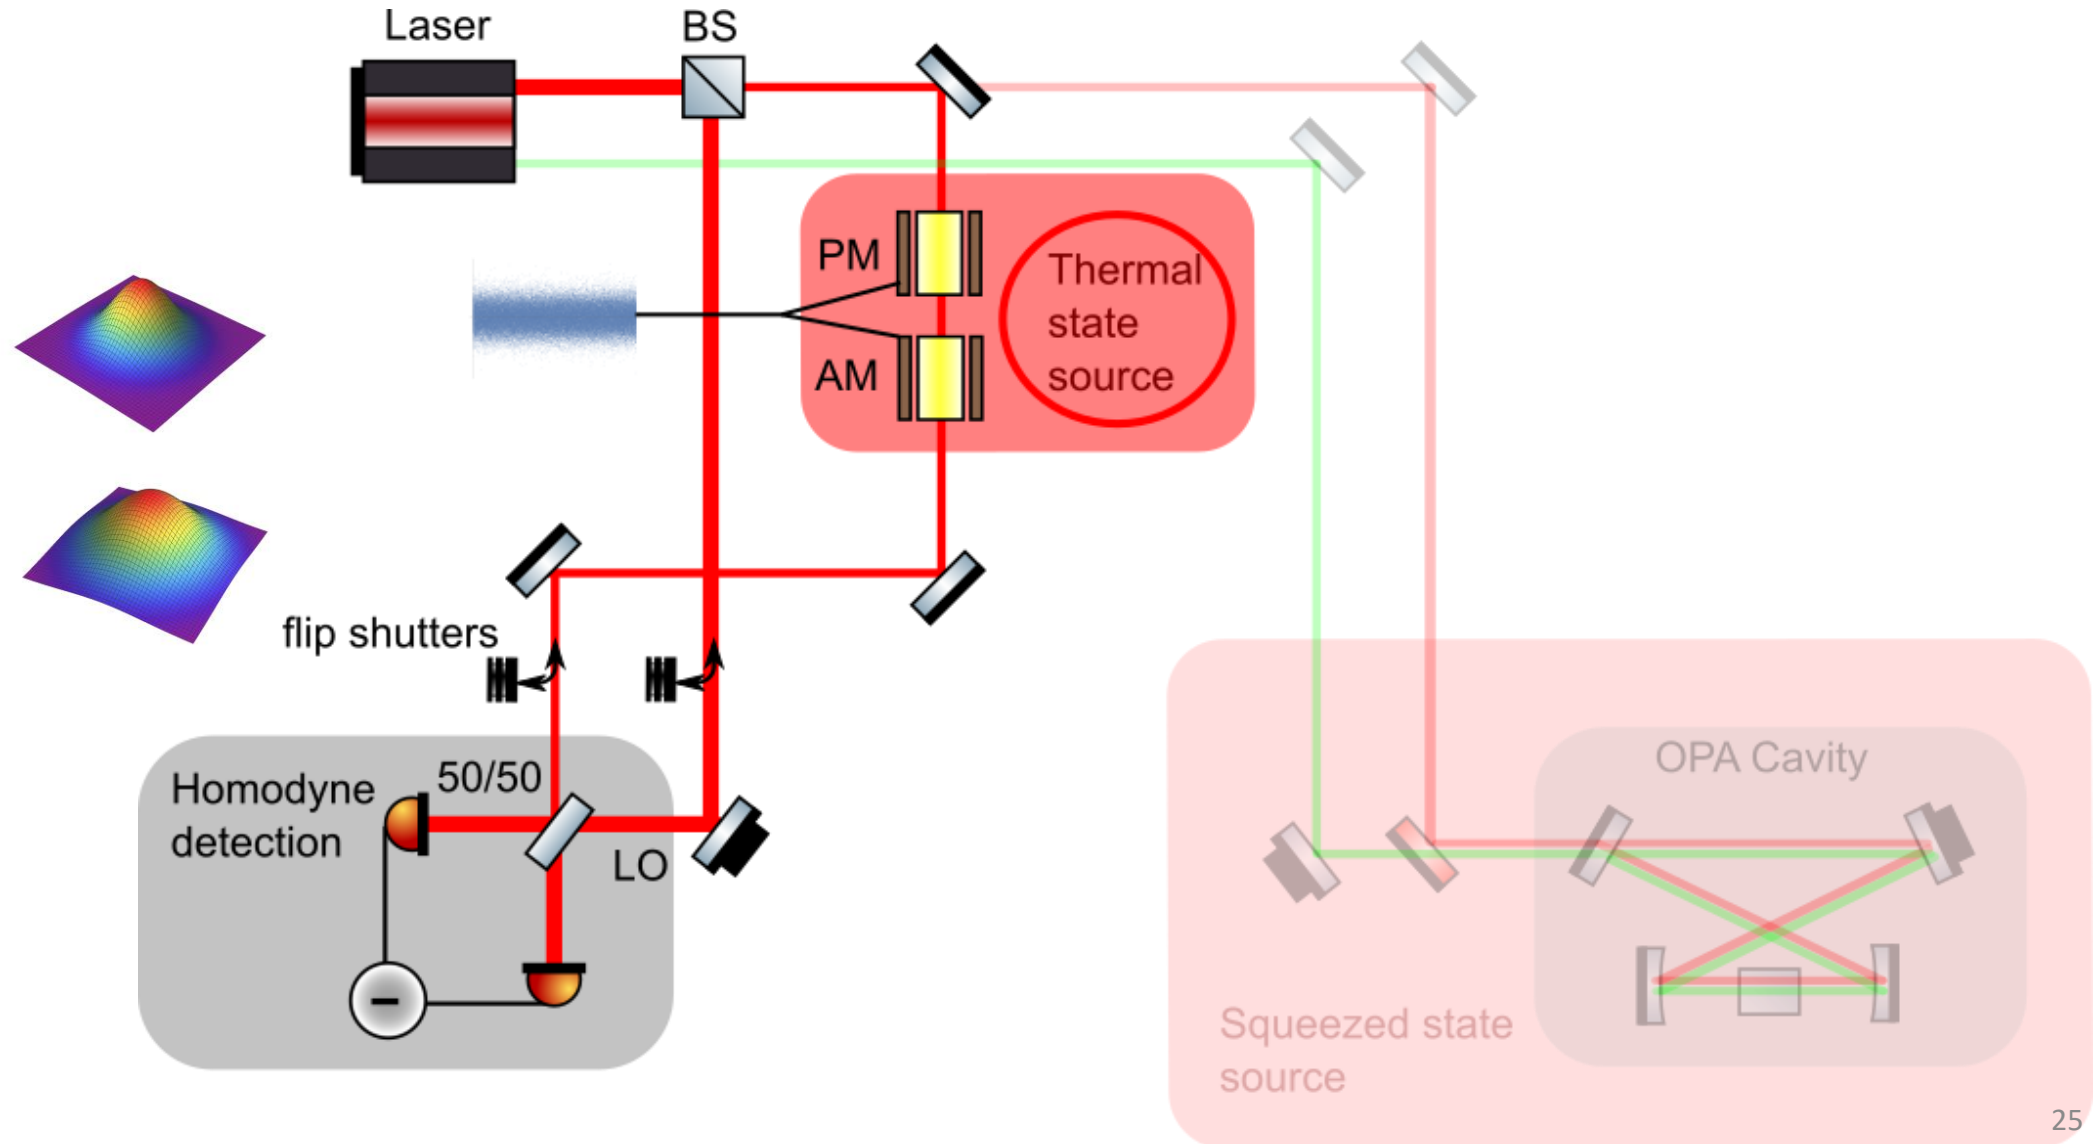 Laser
BS
PM
Thermal
state
source
AM
flip shutters
50/50
Homodyne
detection
LO
OPA Cavity
Squeezed state
source
25